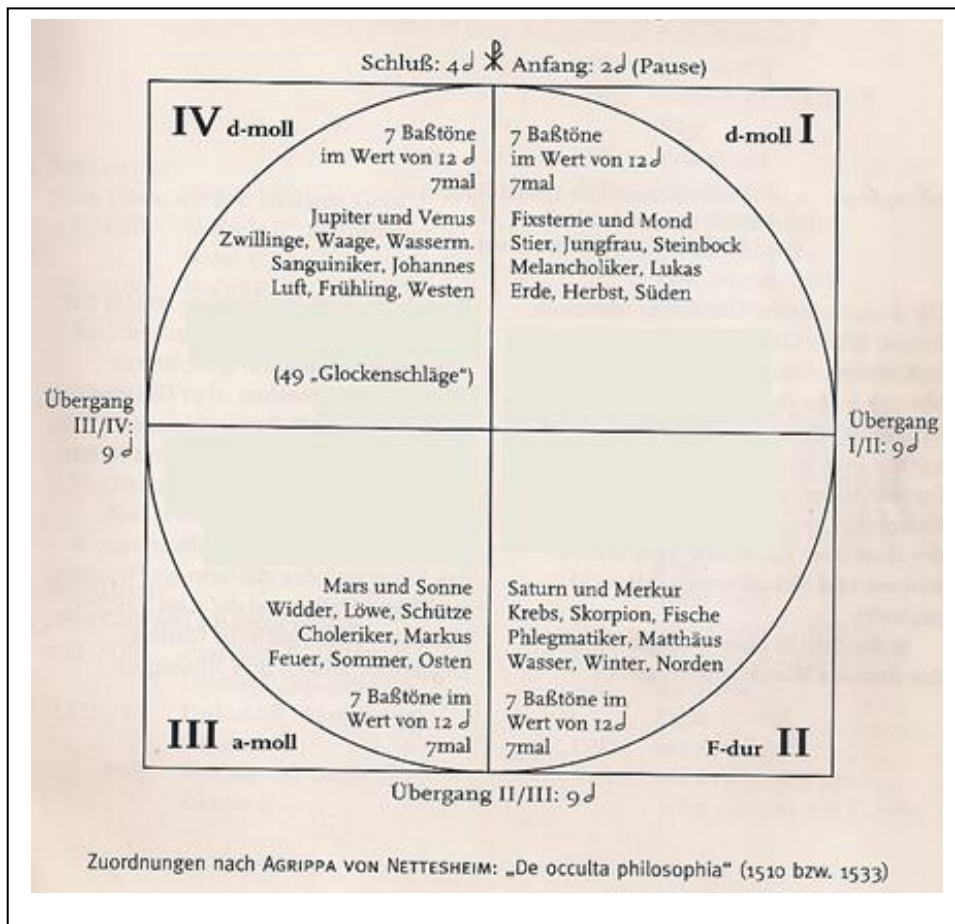 Schluß: 4𝅗𝅥 ☧ Anfang: 2𝅗𝅥 (Pause)
IV d-moll
7 Baßtöne
im Wert von 12 𝅗𝅥
7mal
Jupiter und Venus
Zwillinge, Waage, Wasserm.
Sanguiniker, Johannes
Luft, Frühling, Westen
(49 „Glockenschläge“)
d-moll I
7 Baßtöne
im Wert von 12𝅗𝅥
7mal
Fixsterne und Mond
Stier, Jungfrau, Steinbock
Melancholiker, Lukas
Erde, Herbst, Süden
Übergang
III/IV:
9 𝅗𝅥
Übergang
I/II: 9𝅗𝅥
Mars und Sonne
Widder, Löwe, Schütze
Choleriker, Markus
Feuer, Sommer, Osten
7 Baßtöne im
Wert von 12 𝅗𝅥
7mal
III a-moll
Saturn und Merkur
Krebs, Skorpion, Fische
Phlegmatiker, Matthäus
Wasser, Winter, Norden
7 Baßtöne im
Wert von 12𝅗𝅥
7mal
F-dur II
Übergang II/III: 9𝅗𝅥
Zuordnungen nach AGRIPPA VON NETTESHEIM: „De occulta philosophia“ (1510 bzw. 1533)